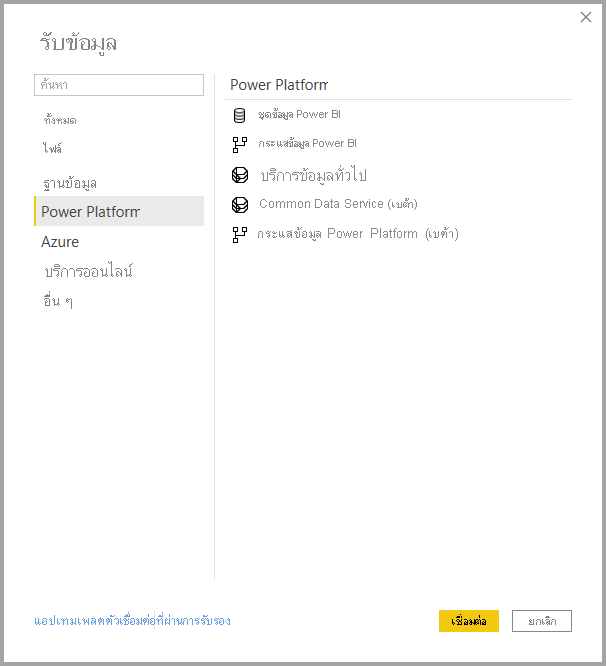 รับข้อมูล
ค้นหา
ทั้งหมด
ไฟล์
ฐานข้อมูล
Power Platform
Azure
บริการออนไลน์
อื่น ๆ
Power Platform
ชุดข้อมูล Power BI
กระแสข้อมูล Power BI
บริการข้อมูลทั่วไป
Common Data Service (เบต้า)
กระแสข้อมูล Power Platform (เบต้า)
แอปเทมเพลตตัวเชื่อมต่อที่ผ่านการรับรอง
เชื่อมต่อ
ยกเลิก